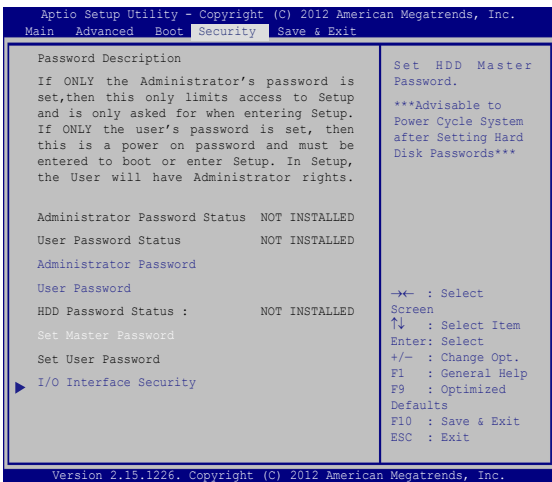 Aptio Setup Utility - Copyright (C) 2012 American Megatrends, Inc.
Main Advanced Boot Security Save & Exit
Password Description
If ONLY the Administrator's password is
set,then this only limits access to Setup
and is only asked for when entering Setup.
If ONLY the user's password is set, then
this is a power on password and must be
entered to boot or enter Setup. In Setup,
the User will have Administrator rights.
Administrator Password Status NOT INSTALLED
User Password Status NOT INSTALLED
Administrator Password
User Password
HDD Password Status : NOT INSTALLED
Set Master Password
Set User Password
I/O Interface Security
Set HDD Master
Password.
***Advisable to
Power Cycle System
after Setting Hard
Disk Passwords***
→← : Select
Screen
↑↓ : Select Item
Enter: Select
+/— : Change Opt.
F1 : General Help
F9 : Optimized
Defaults
F10 : Save & Exit
ESC : Exit
Version 2.15.1226. Copyright (C) 2012 American Megatrends, Inc.